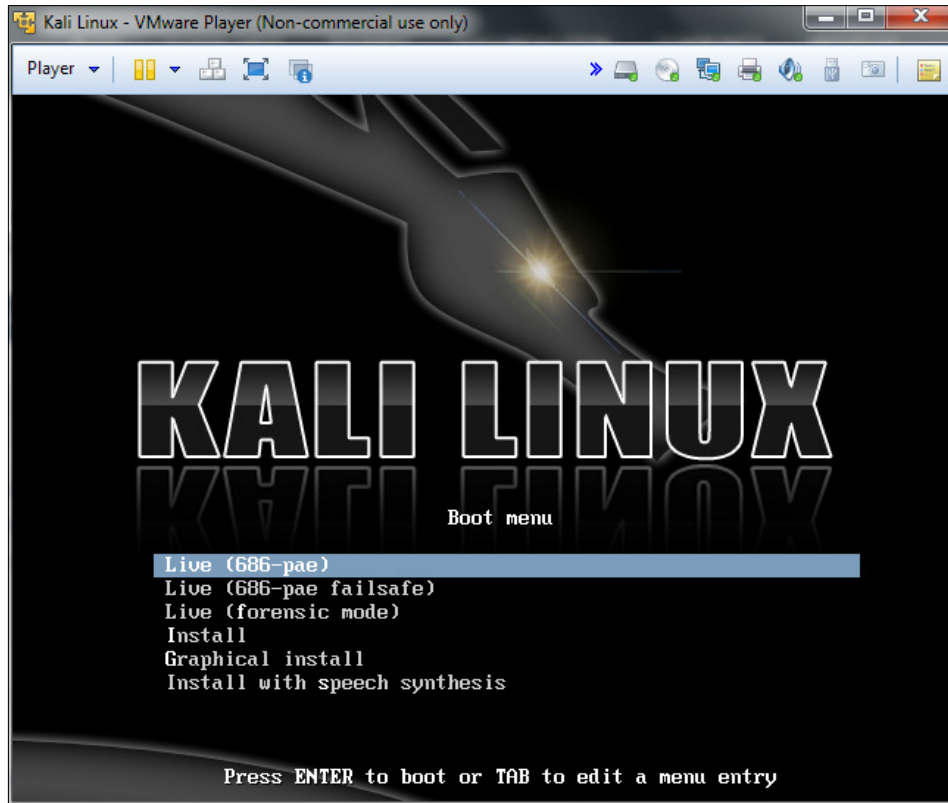 Kali Linux - VMware Player (Non-commercial use only)
Player
KALI LINUX
Boot menu
Live (686-pae)
Live (686-pae failsafe)
Live (forensic mode)
Install
Graphical install
Install with speech synthesis
Press ENTER to boot or TAB to edit a menu entry